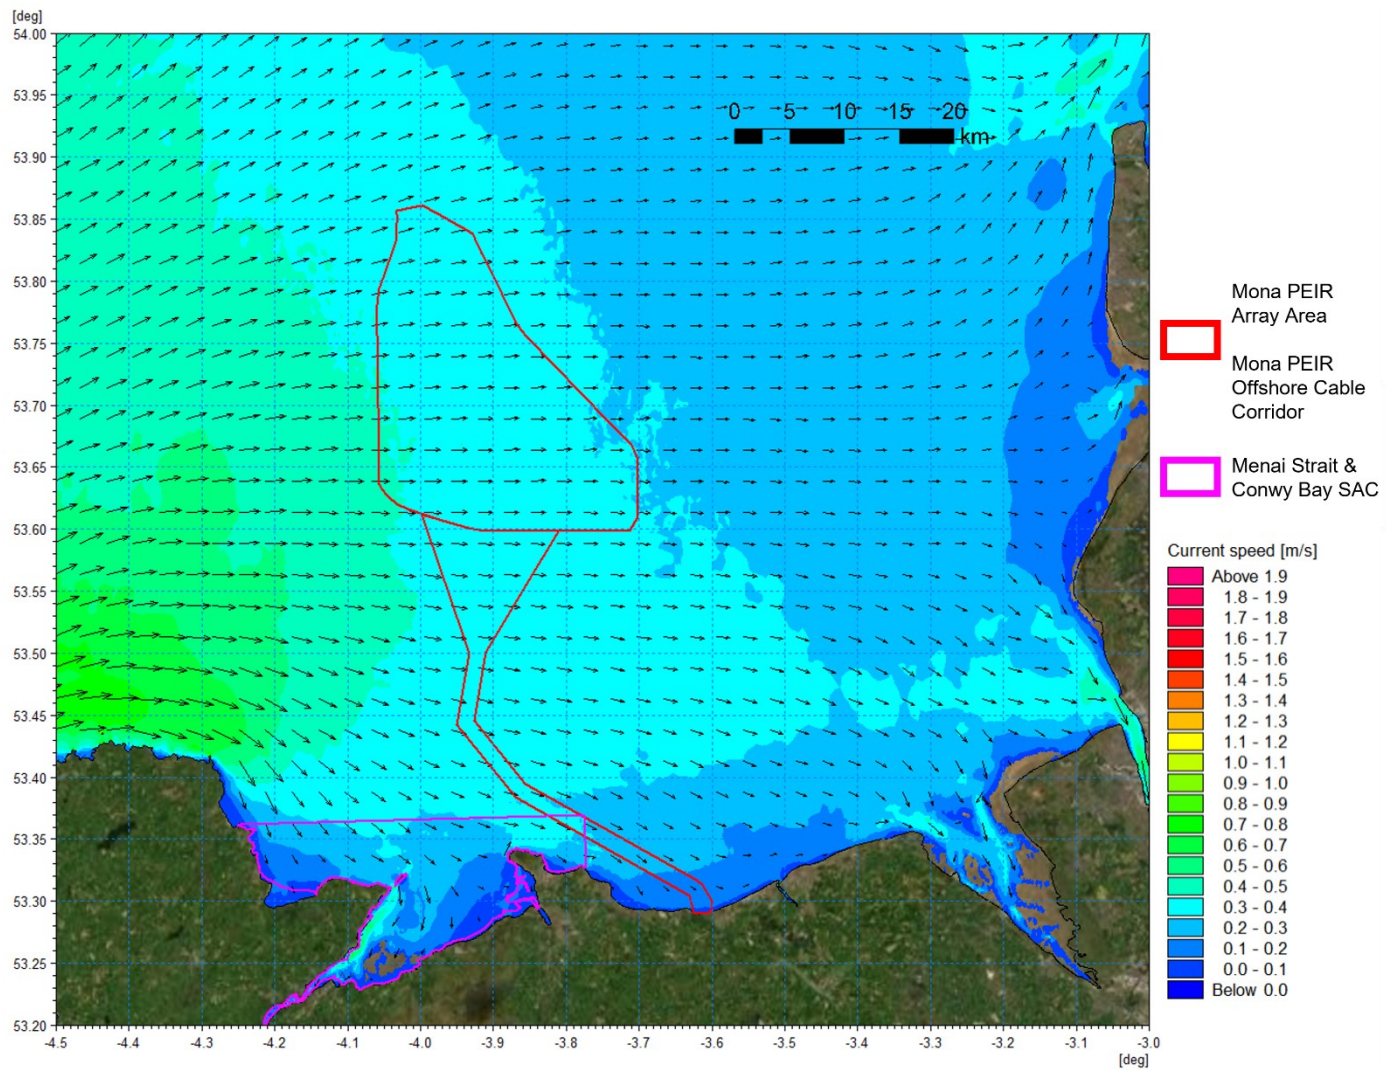 [deg]
54.00
53.95
53.90
53.85
53.80
53.75
53.70
53.65
53.60
53.55
53.50
53.45
53.40
53.35
53.30
53.25
53.20
-4.5 -4.4 -4.3 -4.2 -4.1 -4.0 -3.9 -3.8 -3.7 -3.6 -3.5 -3.4 -3.3 -3.2 -3.1 -3.0
[deg]
0 5 10 15 20
km
Mona PEIR
Array Area
Mona PEIR
Offshore Cable
Corridor
Menai Strait &
Conwy Bay SAC
Current speed [m/s]
Above 1.9
1.8 - 1.9
1.7 - 1.8
1.6 - 1.7
1.5 - 1.6
1.4 - 1.5
1.3 - 1.4
1.2 - 1.3
1.1 - 1.2
1.0 - 1.1
0.9 - 1.0
0.8 - 0.9
0.7 - 0.8
0.6 - 0.7
0.5 - 0.6
0.4 - 0.5
0.3 - 0.4
0.2 - 0.3
0.1 - 0.2
0.0 - 0.1
Below 0.0